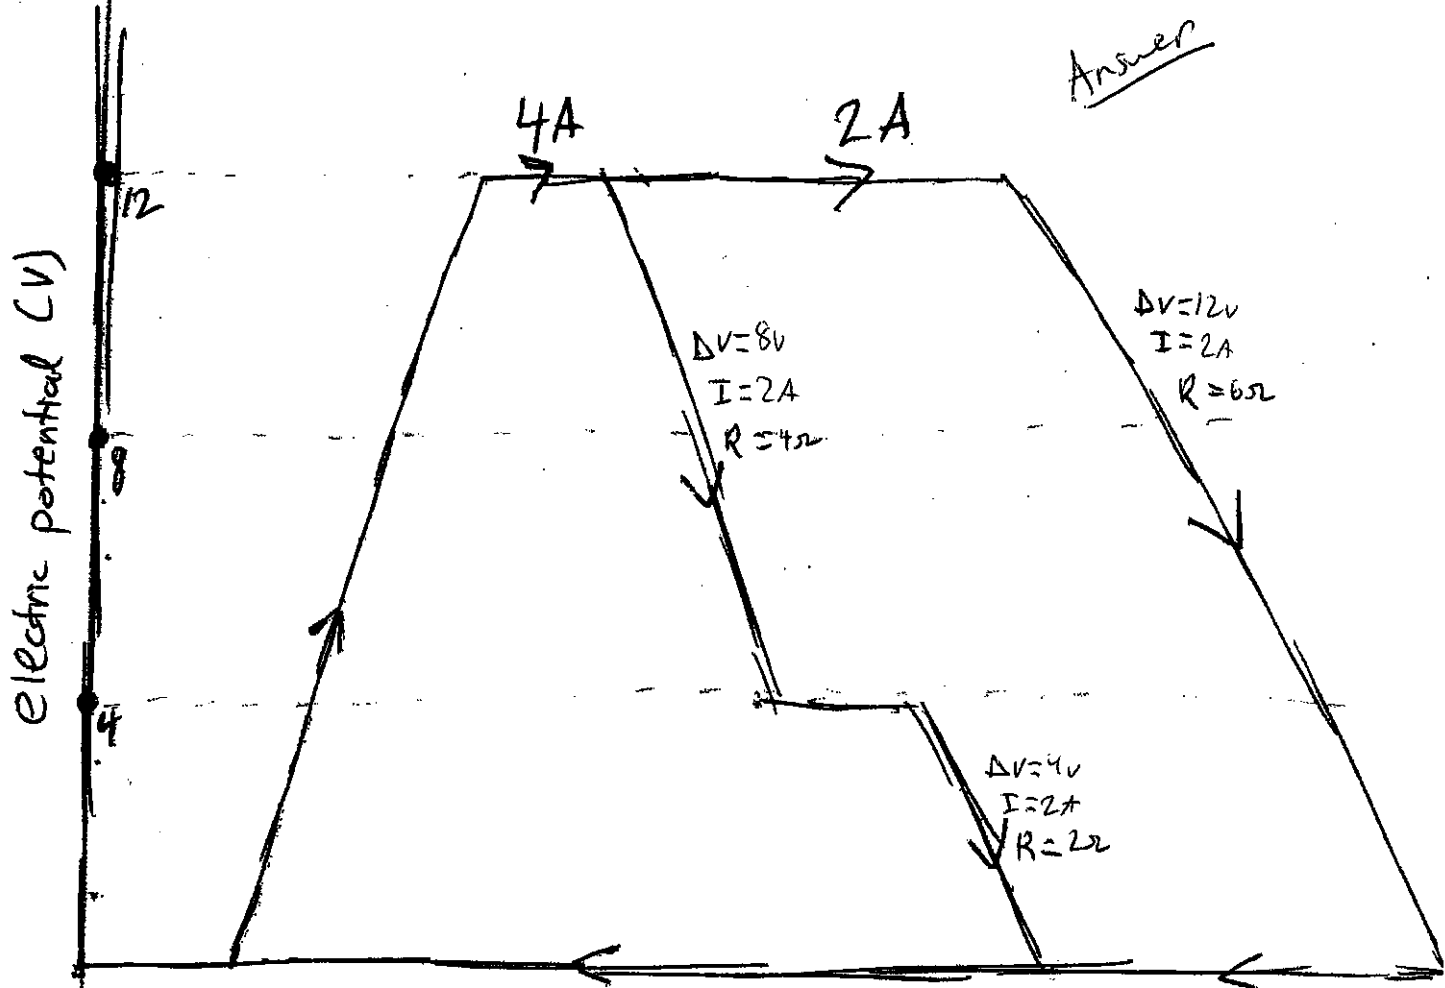 Answer
4A
2A
12
electric potential (V)
ΔV=12v
I=2A
R=6Ω
ΔV=8v
I=2A
R=4Ω
8
4
ΔV=4v
I=2A
R=2Ω